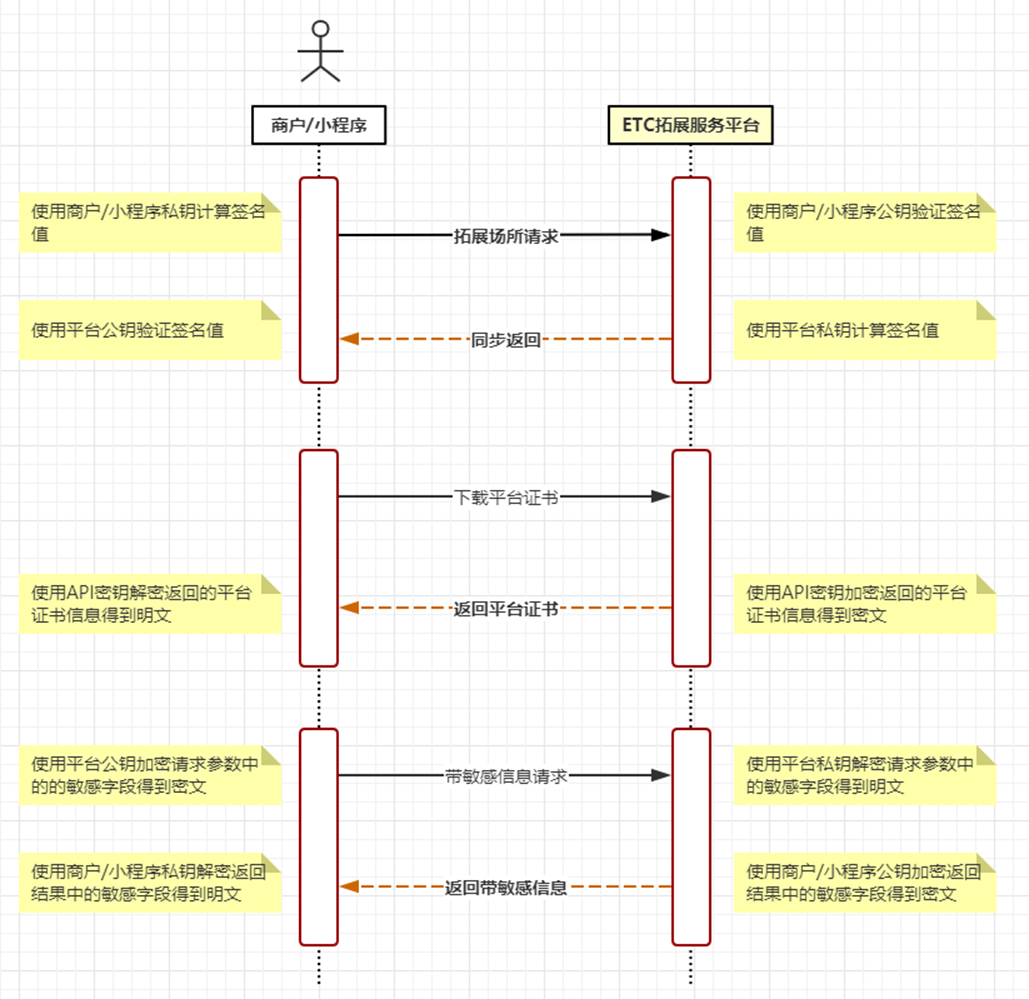 商户/小程序
ETC拓展服务平台
使用商户/小程序私钥计算签名
值
拓展场所请求
使用商户/小程序公钥验证签名
值
使用平台公钥验证签名值
同步返回
使用平台私钥计算签名值
下载平台证书
使用API密钥解密返回的平台
证书信息得到明文
返回平台证书
使用API密钥加密返回的平台
证书信息得到密文
使用平台公钥加密请求参数中
的的敏感字段得到密文
带敏感信息请求
使用平台私钥解密请求参数中
的敏感字段得到明文
使用商户/小程序私钥解密返回
结果中的敏感字段得到明文
返回带敏感信息
使用商户/小程序公钥加密返回
结果中的敏感字段得到密文